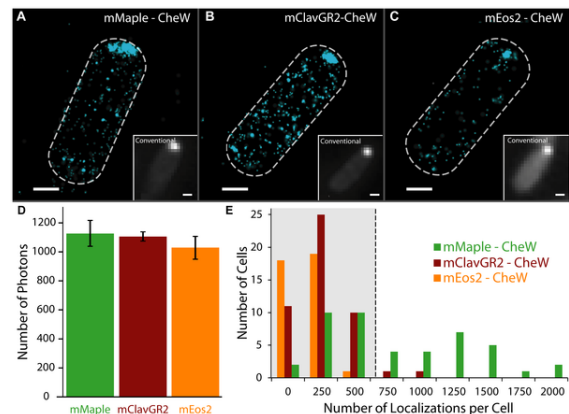 A mMaple - CheW
B mClavGR2-CheW
C mEos2 - CheW
Conventional
Conventional
Conventional
D
Number of Photons
1200
1000
800
600
400
200
0
mMaple mClavGR2 mEos2
E
Number of Cells
25
20
15
10
5
0
mMaple - CheW
mClavGR2 - CheW
mEos2 - CheW
0 250 500 750 1000 1250 1500 1750 2000
Number of Localizations per Cell